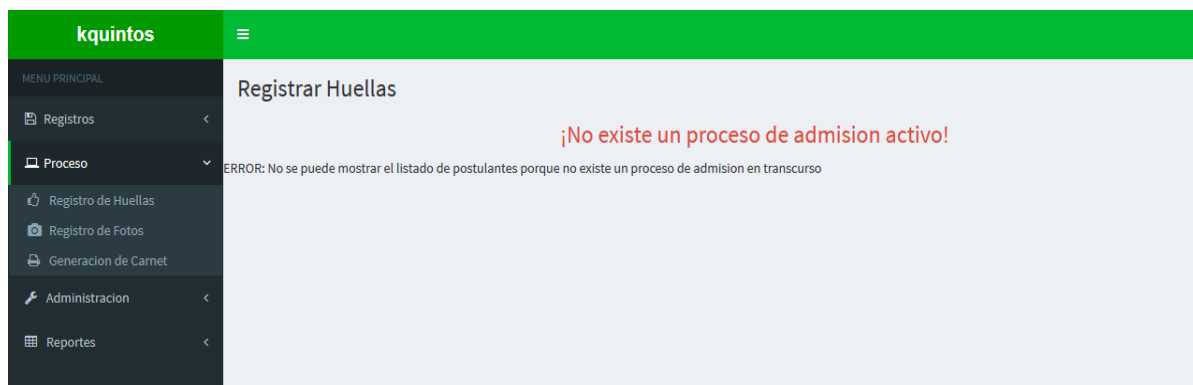 kquintos
MENU PRINCIPAL
Registros
Proceso
Registro de Huellas
Registro de Fotos
Generacion de Carnet
Administracion
Reportes
Registrar Huellas
¡No existe un proceso de admision activo!
ERROR: No se puede mostrar el listado de postulantes porque no existe un proceso de admision en transcurso